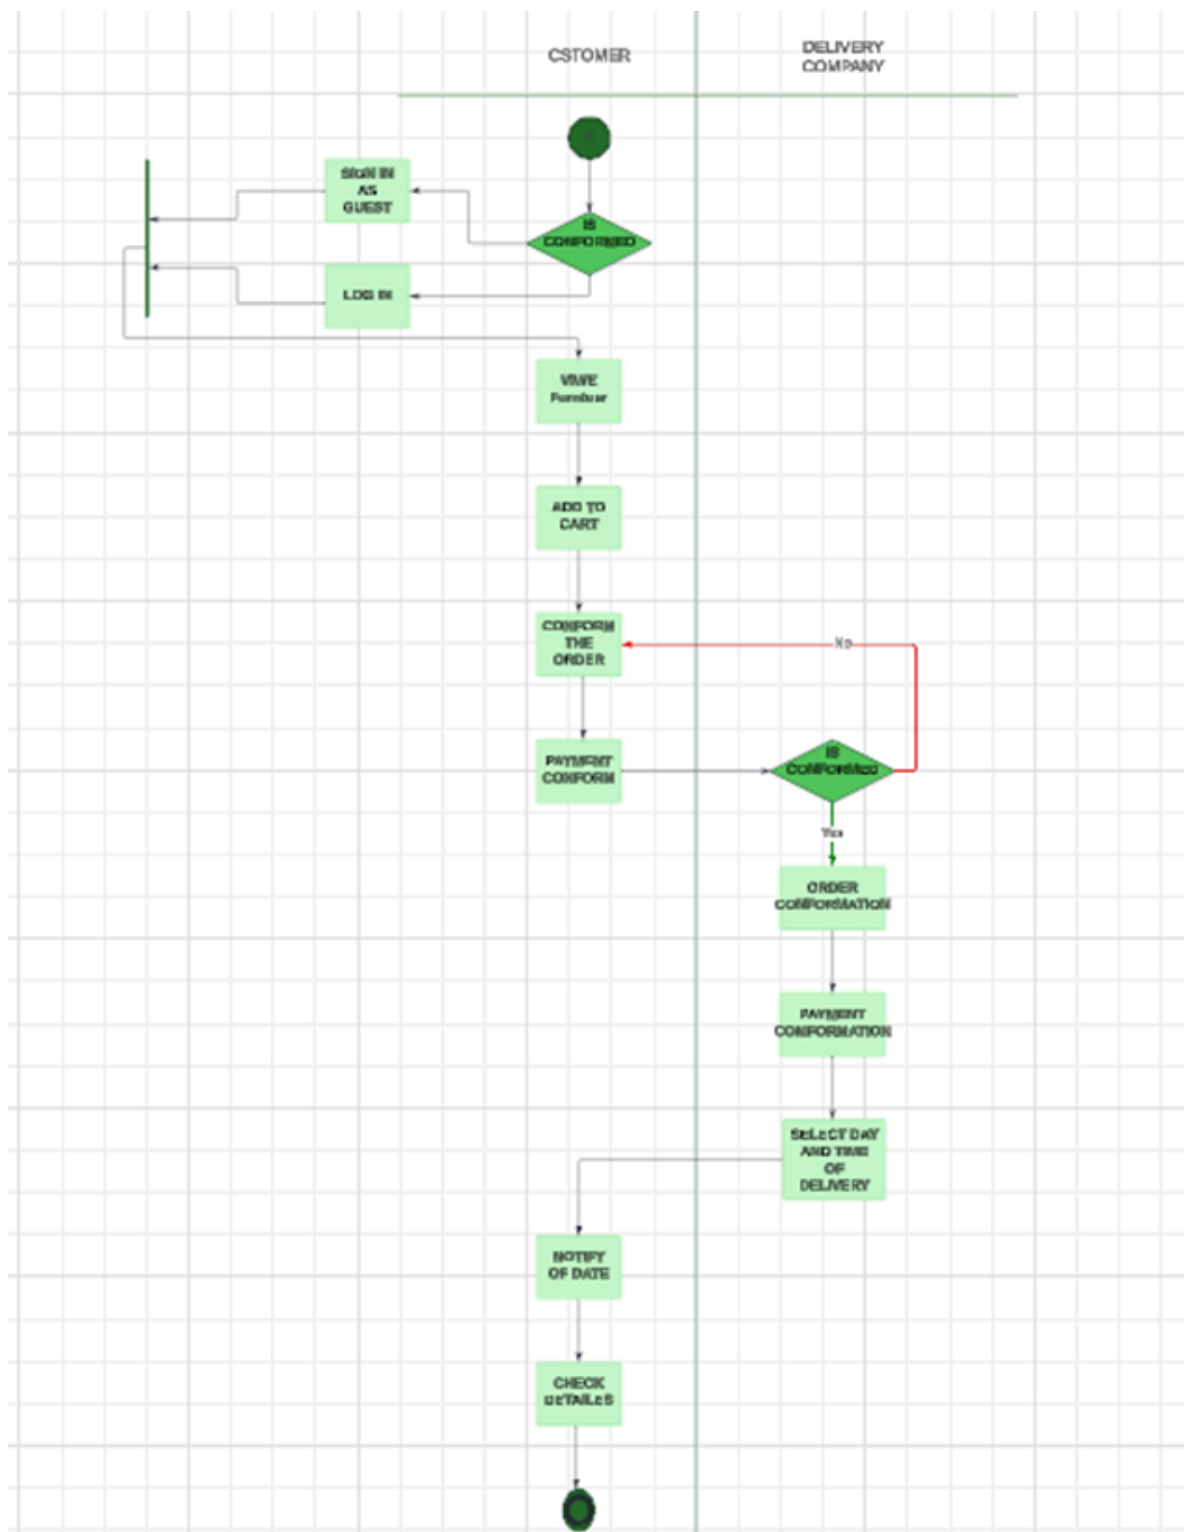 CSTOMER
DELIVERY
COMPANY
SIGN IN
AS
GUEST
IS
CONFORMED
LOG IN
VIWE
ADD TO
CART
CONFORM
THE
ORDER
No
PAYMENT
CONFORM
IS
CONFORMED
Yes
ORDER
CONFORMATION
PAYMENT
CONFORMATION
SELECT DAY
AND TIME
OF
DELIVERY
NOTIFY
OF DATE
CHECK
DETAILES